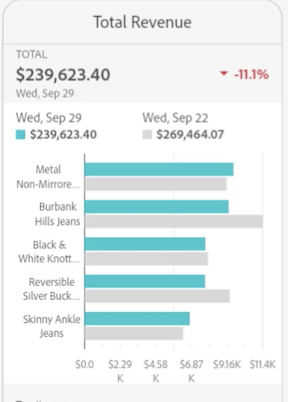 Total Revenue
TOTAL
$239,623.40
-11.1%
Wed, Sep 29
Wed, Sep 29
Wed, Sep 22
$239,623.40
$269,464.07
Metal
Non-Mirrore...
Burbank
Hills Jeans
Black &
White Knott...
Reversible
Silver Buck...
Skinny Ankle
Jeans
$0.0 $2.29 $4.58 $6.87 $9.16K $11.4K
K K K